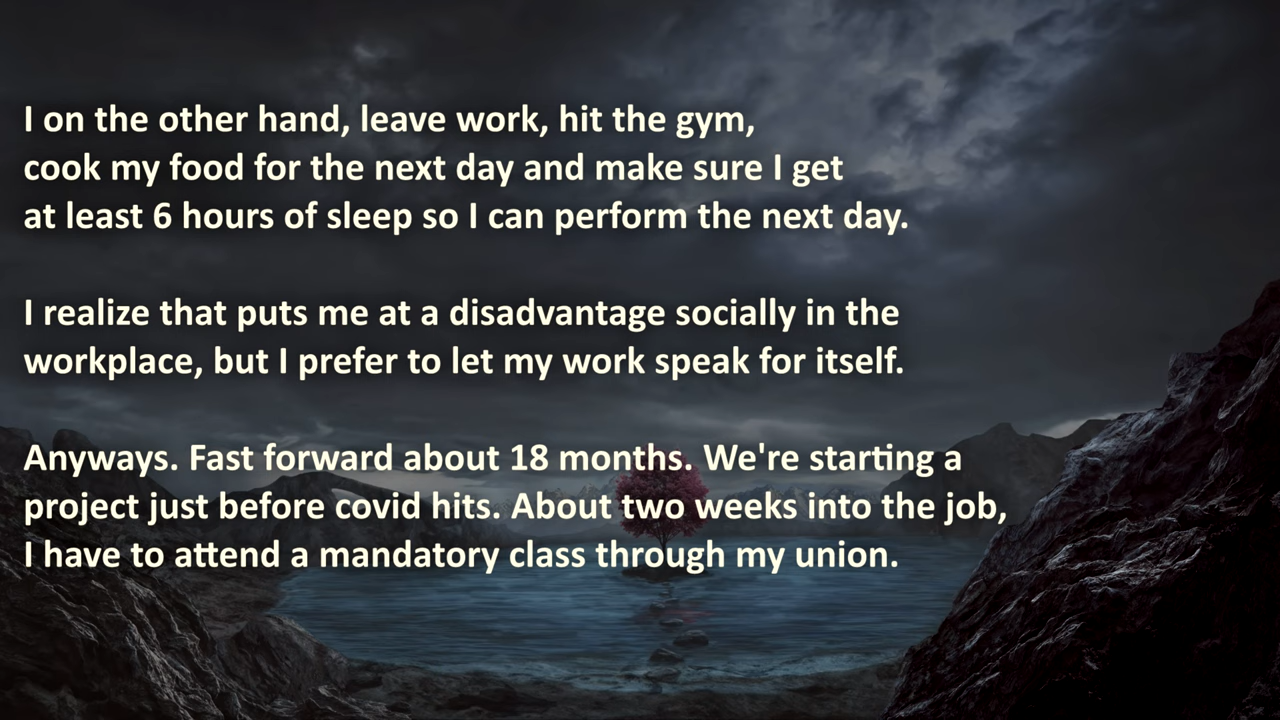 I on the other hand, leave work, hit the gym,
cook my food for the next day and make sure I get
at least 6 hours of sleep so I can perform the next day.
I realize that puts me at a disadvantage socially in the
workplace, but I prefer to let my work speak for itself.
Anyways. Fast forward about 18 months. We're starting a
project just before covid hits. About two weeks into the job,
I have to attend a mandatory class through my union.